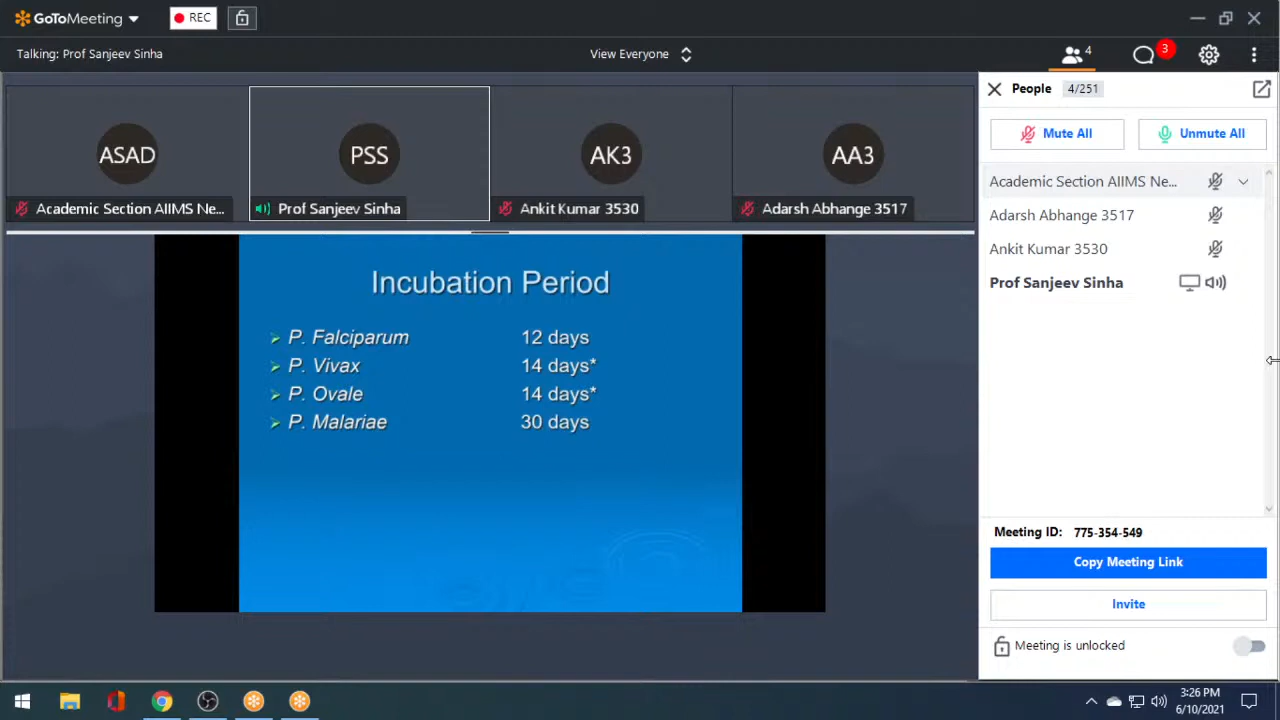 GoToMeeting
REC
Talking: Prof Sanjeev Sinha
View Everyone
4
3
ASAD
Academic Section AIIMS Ne...
PSS
Prof Sanjeev Sinha
AK3
Ankit Kumar 3530
AA3
Adarsh Abhange 3517
Incubation Period
P. Falciparum 12 days
P. Vivax 14 days*
P. Ovale 14 days*
P. Malariae 30 days
People 4/251
Mute All
Unmute All
Academic Section AIIMS Ne...
Adarsh Abhange 3517
Ankit Kumar 3530
Prof Sanjeev Sinha
Meeting ID: 775-354-549
Copy Meeting Link
Invite
Meeting is unlocked
3:26 PM
6/10/2021